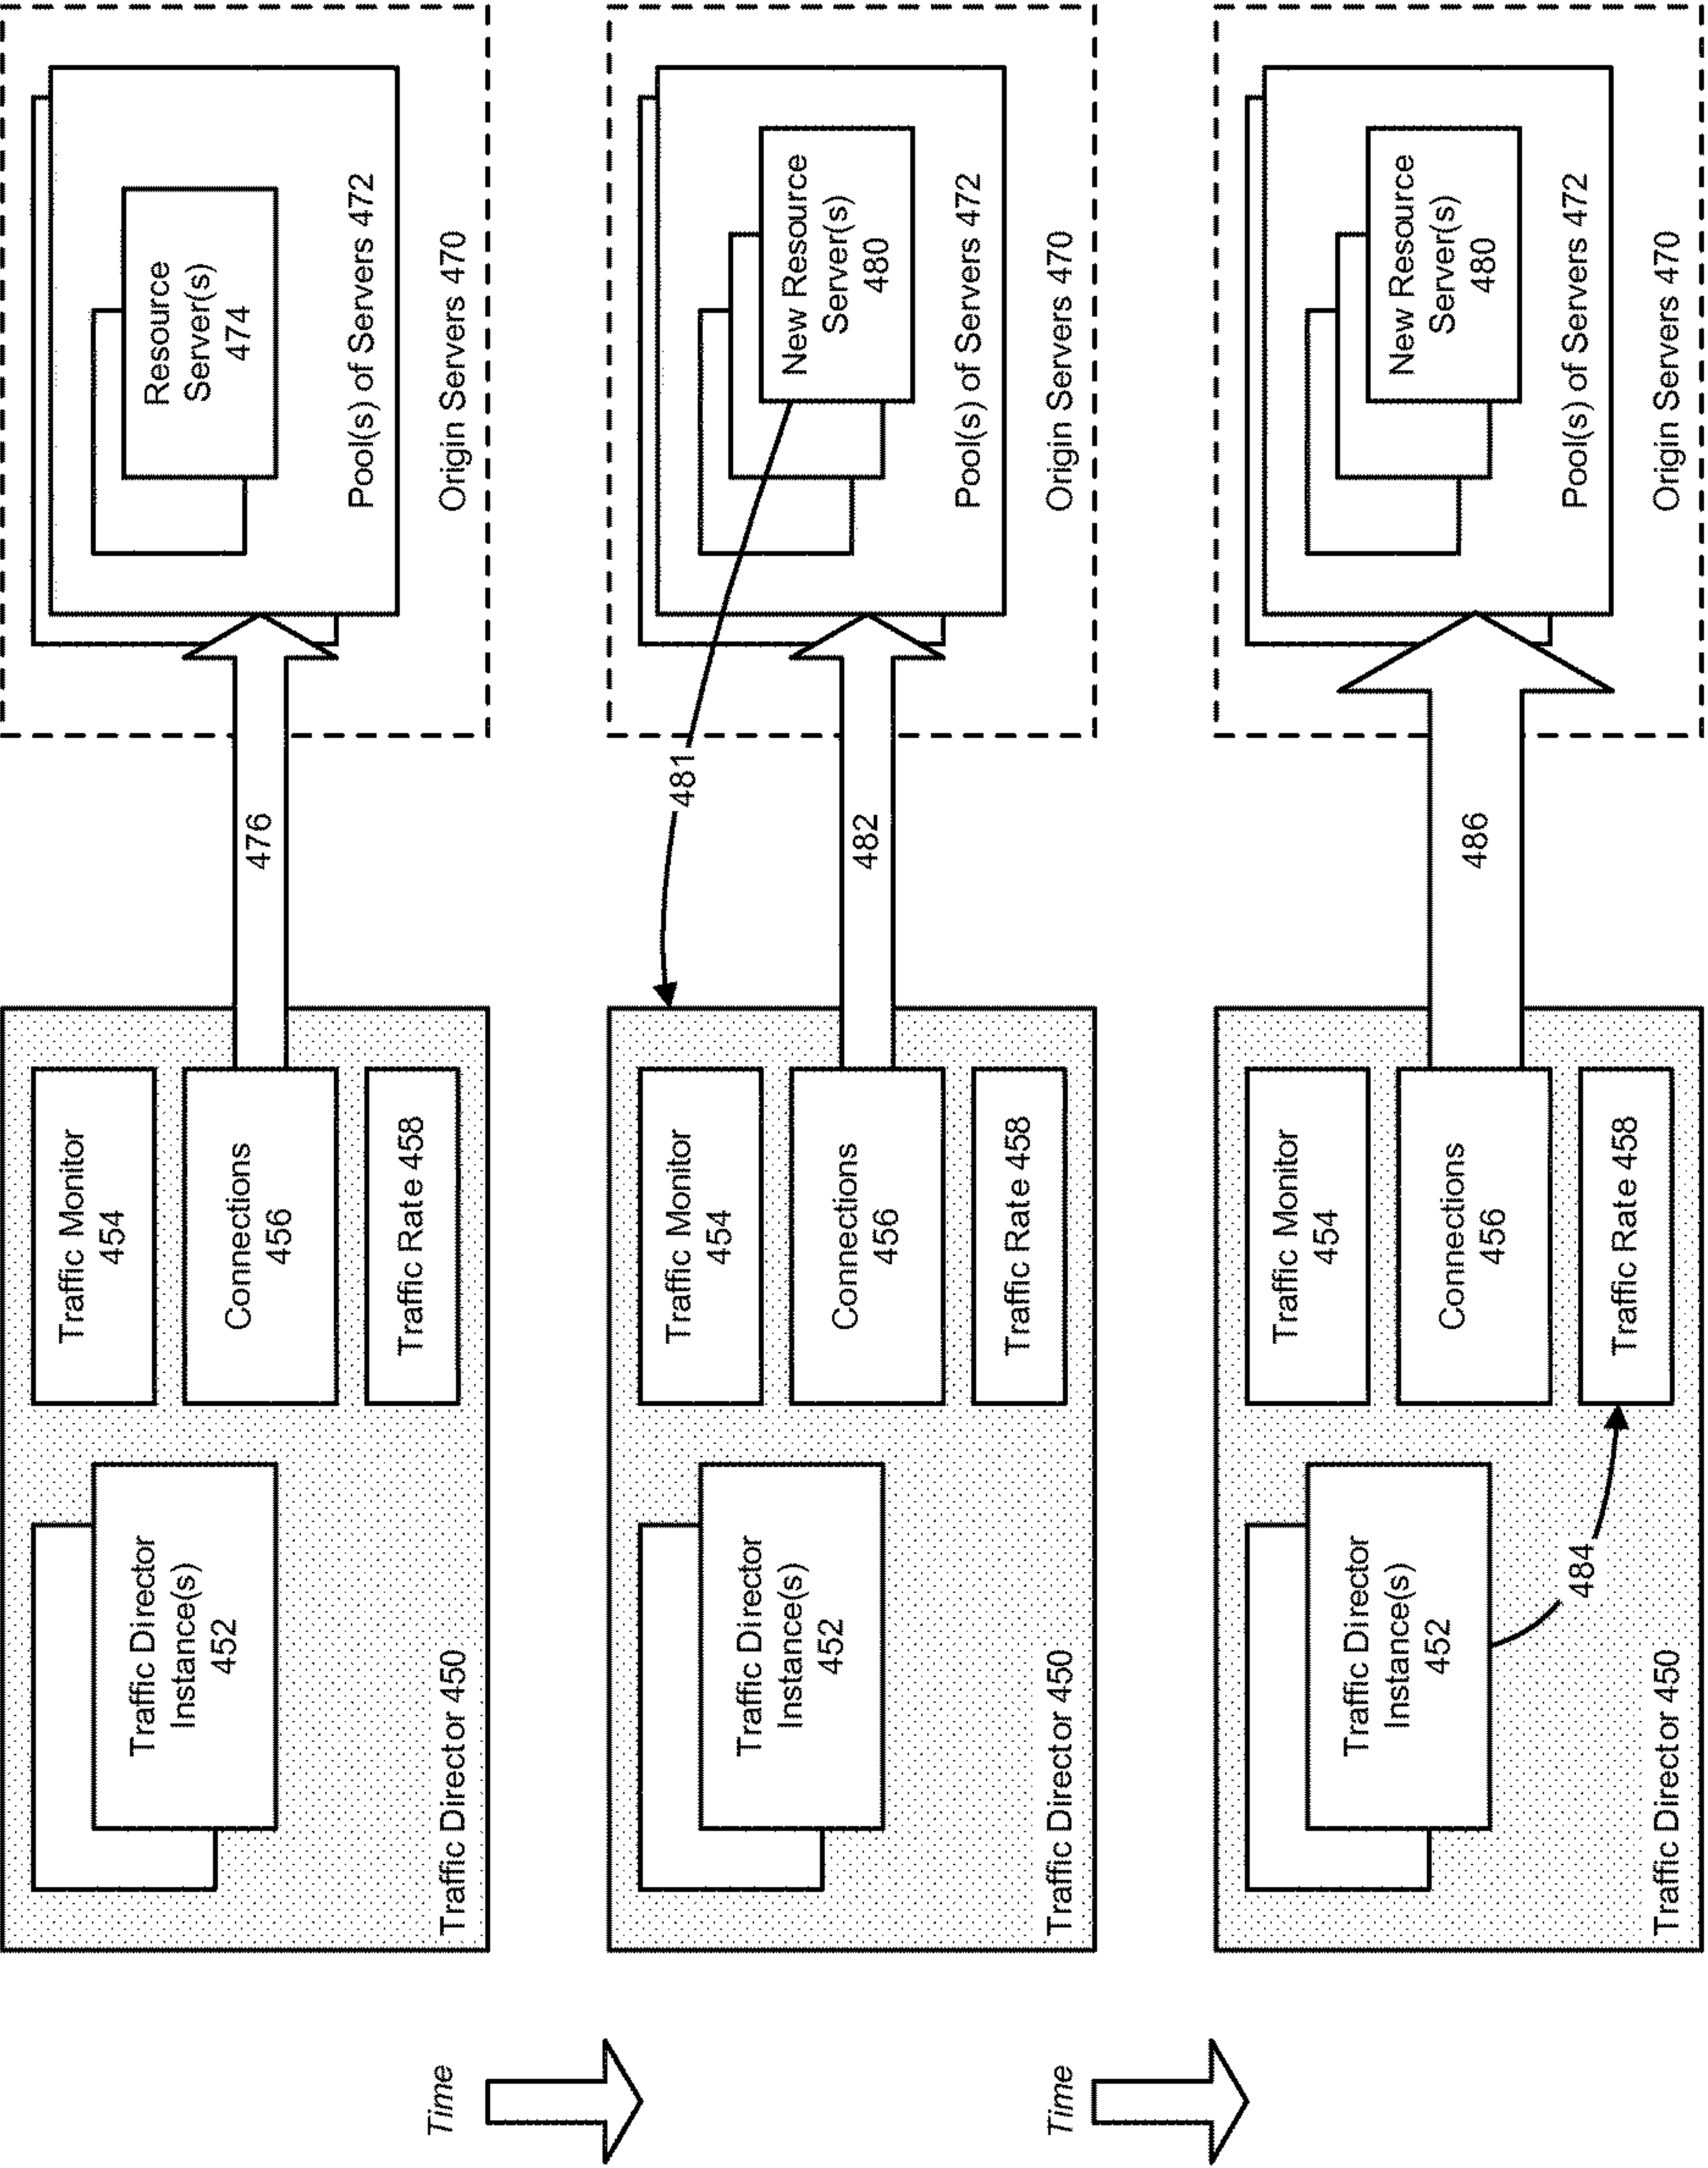 Traffic Director
Instance(s)
452
Traffic Monitor
454
Connections
456
Traffic Rate 458
Traffic Director 450
476
Resource
Server(s)
474
Pool(s) of Servers 472
Origin Servers 470
Time
Traffic Director
Instance(s)
452
Traffic Monitor
454
Connections
456
Traffic Rate 458
Traffic Director 450
481
482
New Resource
Server(s)
480
Pool(s) of Servers 472
Origin Servers 470
Time
Traffic Director
Instance(s)
452
Traffic Monitor
454
Connections
456
484
Traffic Rate 458
Traffic Director 450
486
New Resource
Server(s)
480
Pool(s) of Servers 472
Origin Servers 470